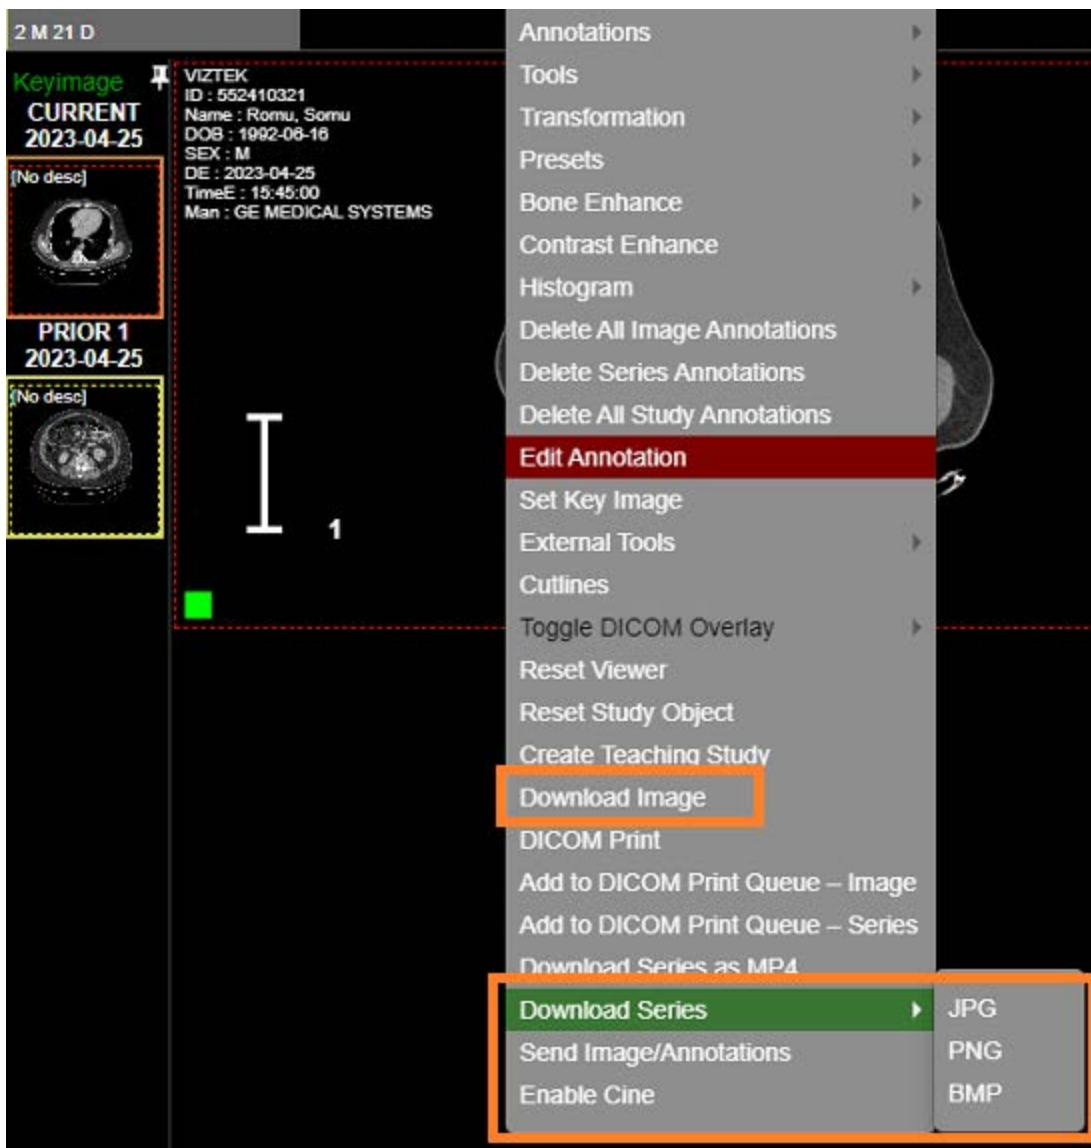 2 M 21 D
Keyimage
CURRENT
2023-04-25
[No desc]
PRIOR 1
2023-04-25
[No desc]
VIZTEK
ID : 552410321
Name : Romu, Somu
DOB : 1992-06-16
SEX : M
DE : 2023-04-25
TimeE : 15:45:00
Man : GE MEDICAL SYSTEMS
1
Annotations
Tools
Transformation
Presets
Bone Enhance
Contrast Enhance
Histogram
Delete All Image Annotations
Delete Series Annotations
Delete All Study Annotations
Edit Annotation
Set Key Image
External Tools
Cutlines
Toggle DICOM Overlay
Reset Viewer
Reset Study Object
Create Teaching Study
Download Image
DICOM Print
Add to DICOM Print Queue – Image
Add to DICOM Print Queue – Series
Download Series as MP4
Download Series
Send Image/Annotations
Enable Cine
JPG
PNG
BMP